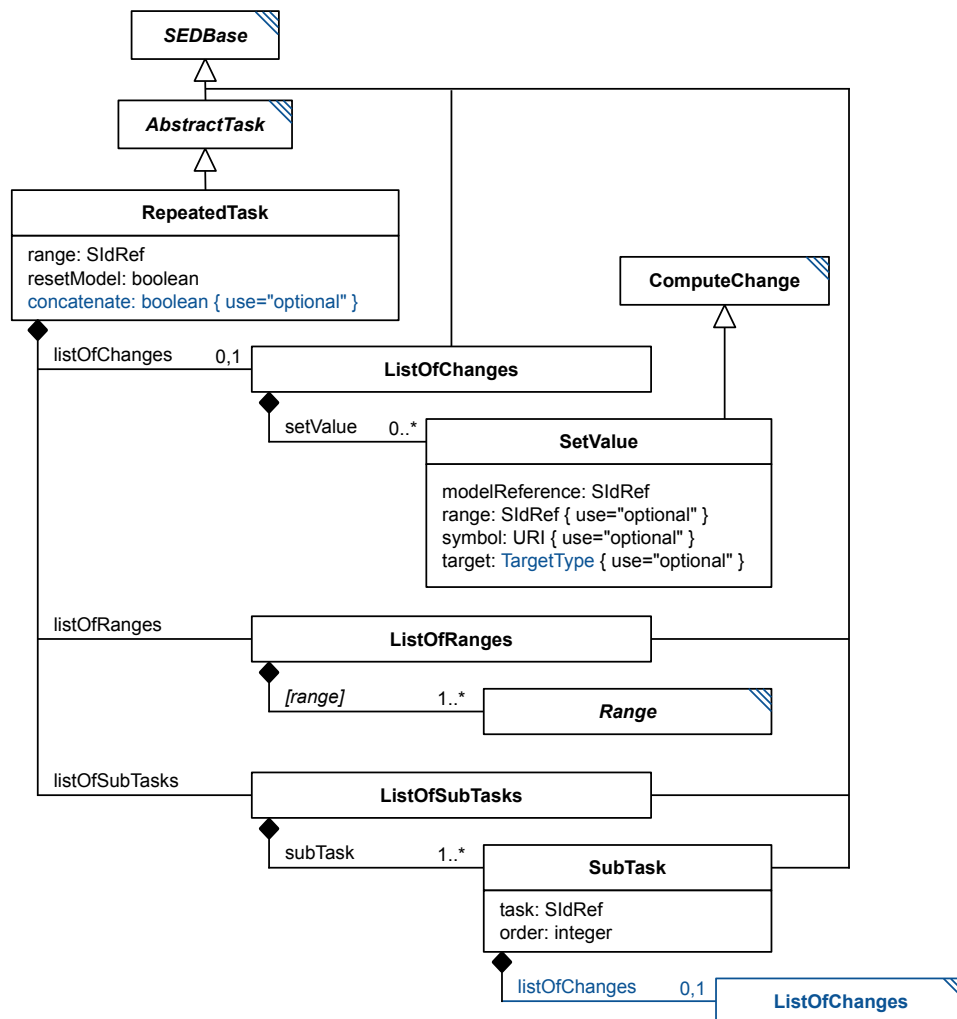 SEDBase
AbstractTask
RepeatedTask
range: SIdRef
resetModel: boolean
concatenate: boolean { use="optional" }
ComputeChange
listOfChanges 0,1
ListOfChanges
setValue 0..*
SetValue
modelReference: SIdRef
range: SIdRef { use="optional" }
symbol: URI { use="optional" }
target: TargetType { use="optional" }
listOfRanges
ListOfRanges
[range] 1..*
Range
listOfSubTasks
ListOfSubTasks
subTask 1..*
SubTask
task: SIdRef
order: integer
listOfChanges 0,1
ListOfChanges